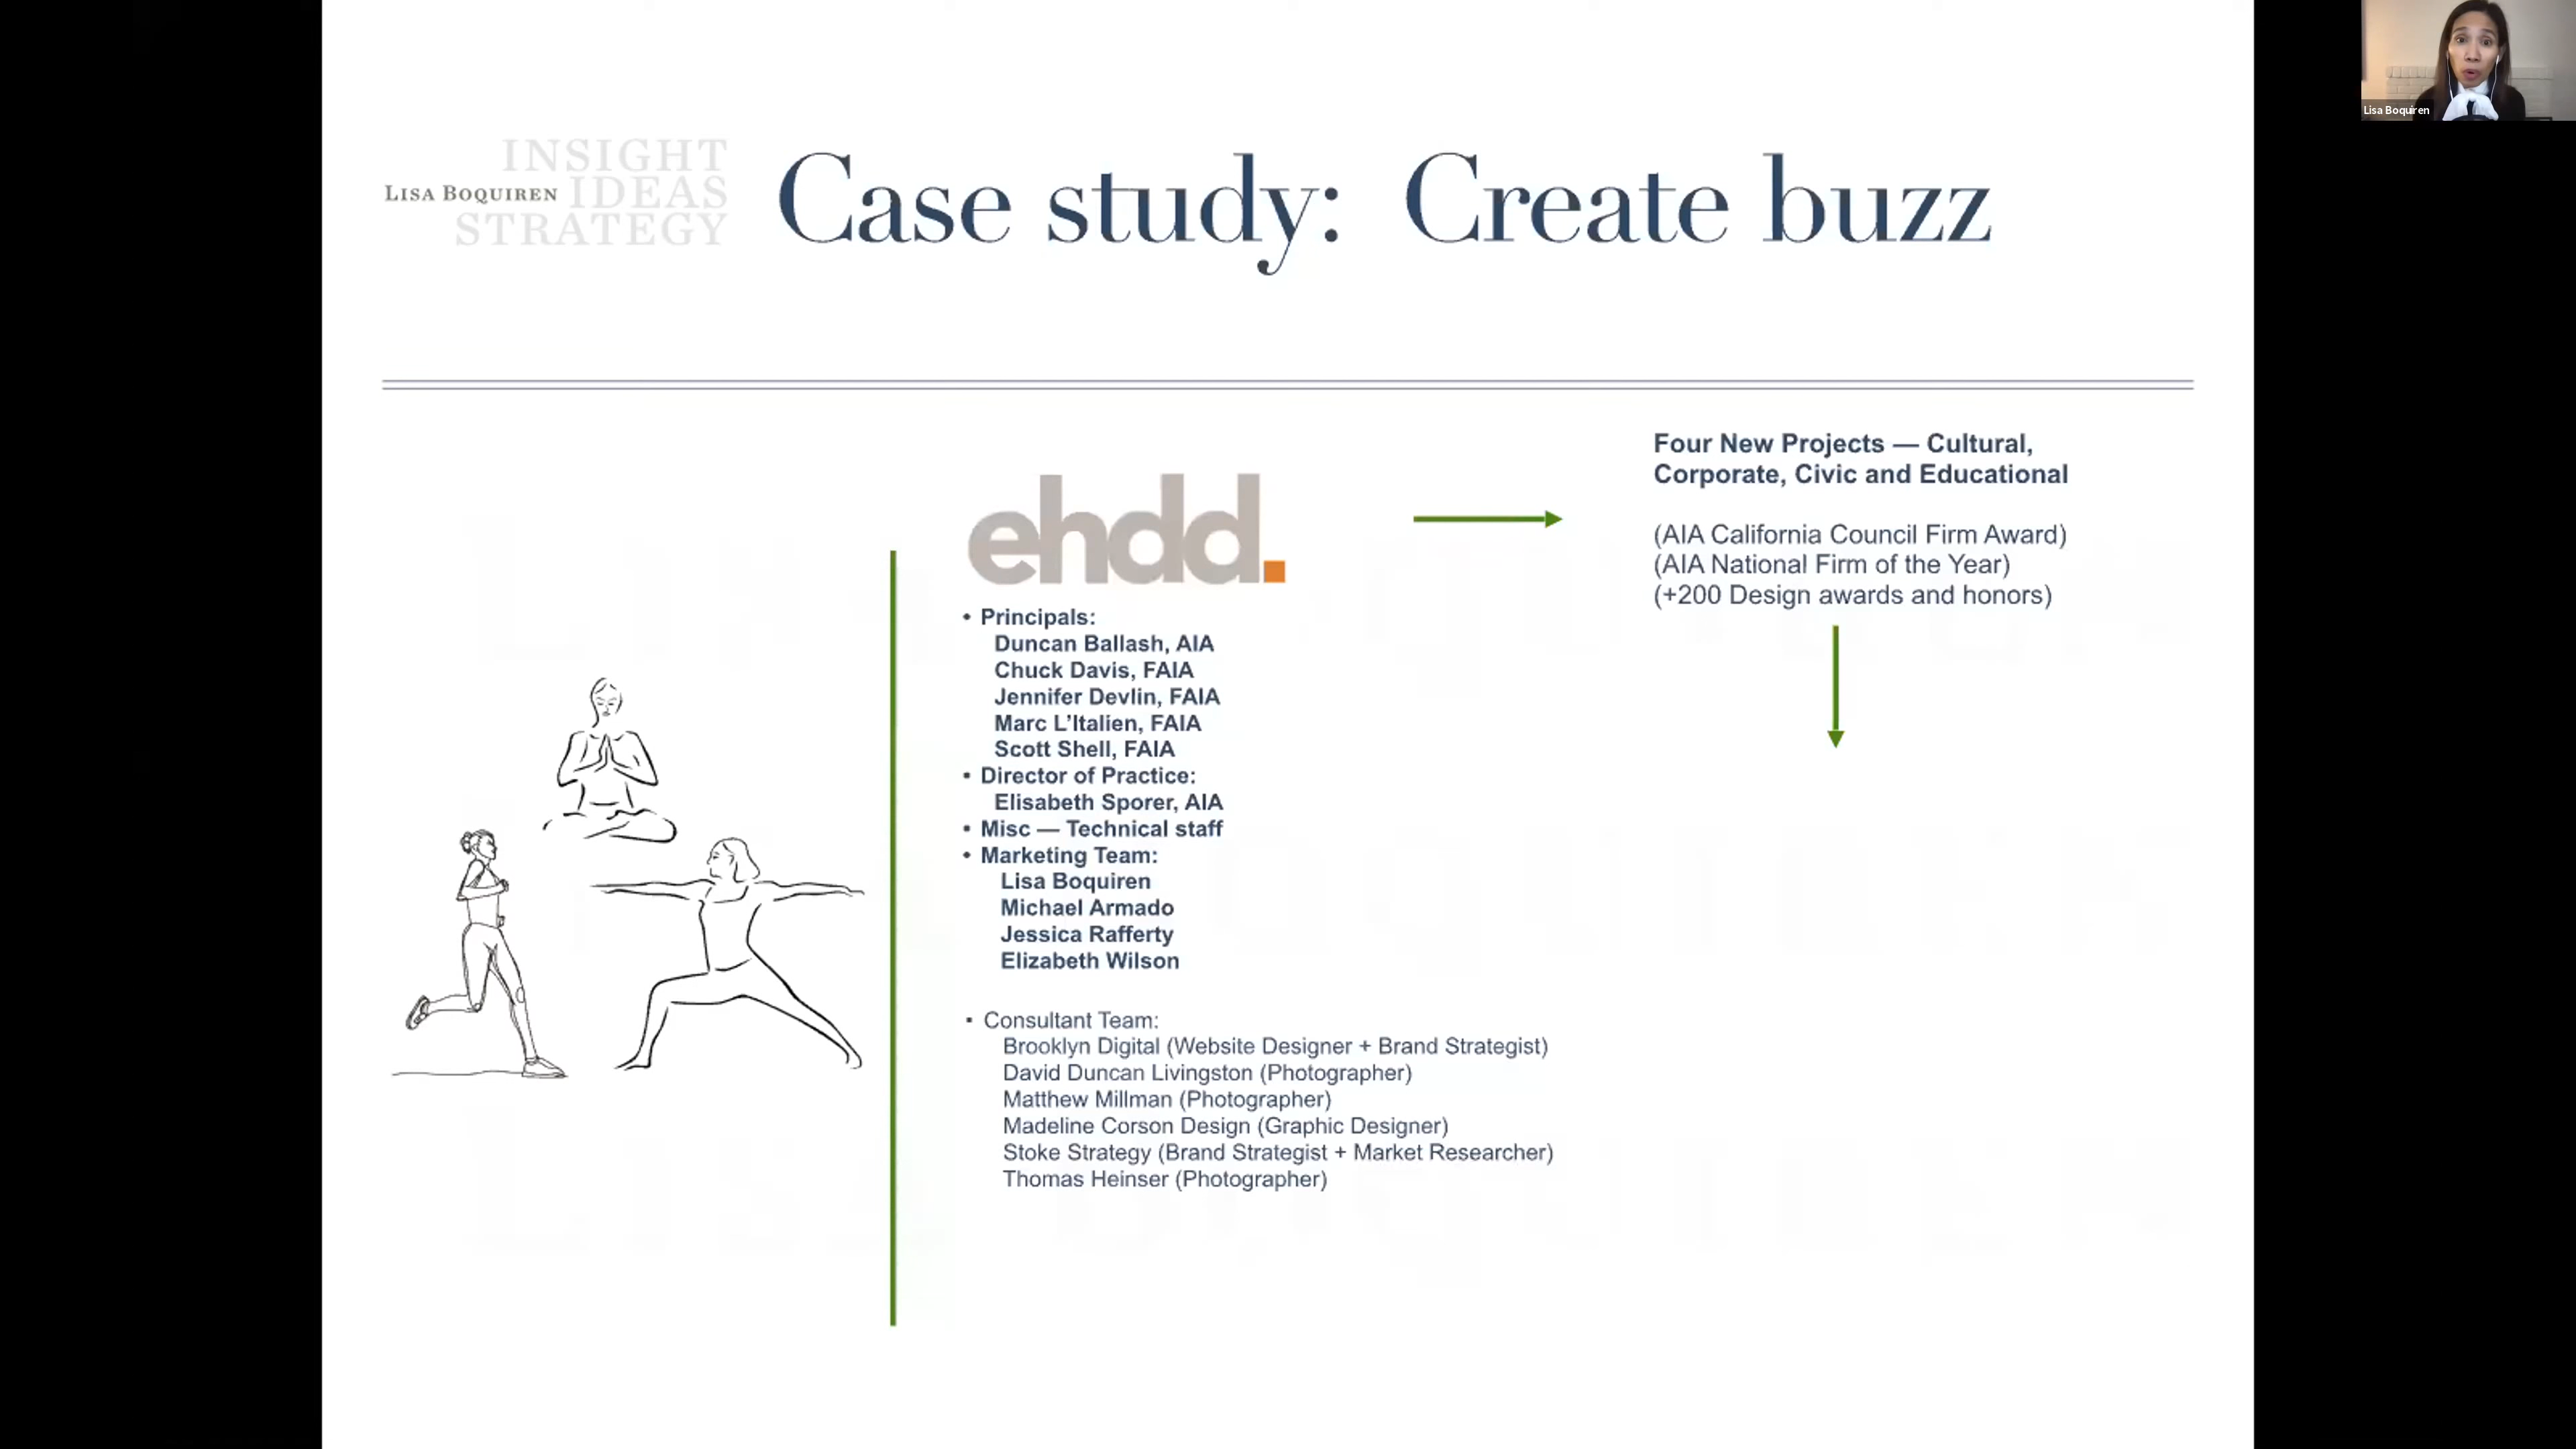 INSIGHT
LISA BOQUIREN IDEAS
STRATEGY
Case study: Create buzz
ehdd.
• Principals:
Duncan Ballash, AIA
Chuck Davis, FAIA
Jennifer Devlin, FAIA
Marc L’Italien, FAIA
Scott Shell, FAIA
• Director of Practice:
Elisabeth Sporer, AIA
• Misc — Technical staff
• Marketing Team:
Lisa Boquiren
Michael Armado
Jessica Rafferty
Elizabeth Wilson
• Consultant Team:
Brooklyn Digital (Website Designer + Brand Strategist)
David Duncan Livingston (Photographer)
Matthew Millman (Photographer)
Madeline Corson Design (Graphic Designer)
Stoke Strategy (Brand Strategist + Market Researcher)
Thomas Heinser (Photographer)
Four New Projects — Cultural,
Corporate, Civic and Educational
(AIA California Council Firm Award)
(AIA National Firm of the Year)
(+200 Design awards and honors)
Lisa Boquiren